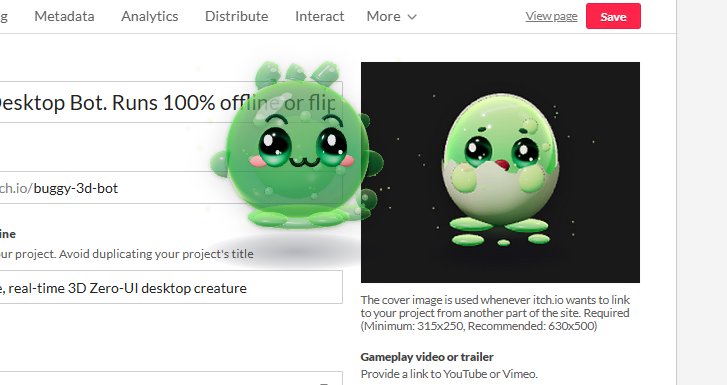 Metadata Analytics Distribute Interact More View page Save
Desktop Bot. Runs 100% offline or flip
ch.io/buggy-3d-bot
ur project. Avoid duplicating your project's title
, real-time 3D Zero-UI desktop creature
The cover image is used whenever itch.io wants to link
to your project from another part of the site. Required
(Minimum: 315x250, Recommended: 630x500)
Gameplay video or trailer
Provide a link to YouTube or Vimeo.